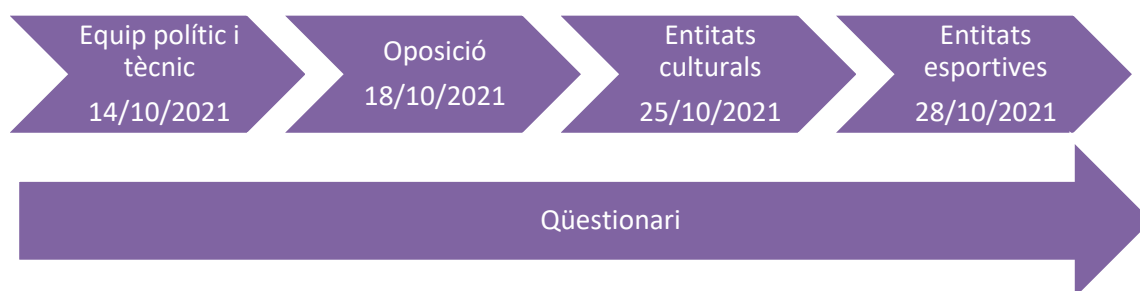 Equip polític i
tècnic
14/10/2021
Oposició
18/10/2021
Entitats
culturals
25/10/2021
Entitats
esportives
28/10/2021
Qüestionari